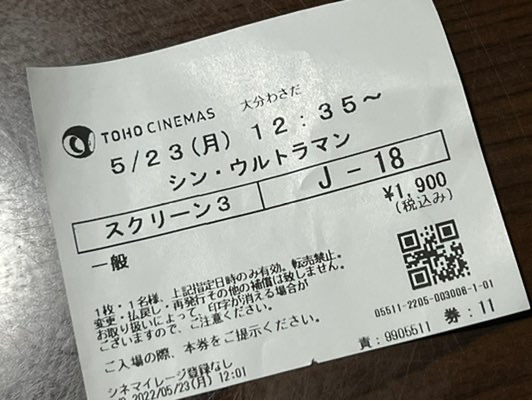 TOHO CINEMAS 大分わさだ
5/23(月) 12:35～
シン・ウルトラマン
スクリーン3 J-18
¥1,900
(税込み)
一般
1枚・1名様、上記指定日時のみ有効、転売禁止。
変更・払戻し・再発行その他の補償は致しません。
お取り扱いによって、印字が消える場合が
ございますので、ご注意ください。
ご入場の際、本券をご提示ください。
05511-2205-003008-1-01
責:9905511 券:11
シネマイレージ登録なし
2022/05/23(月) 12:01